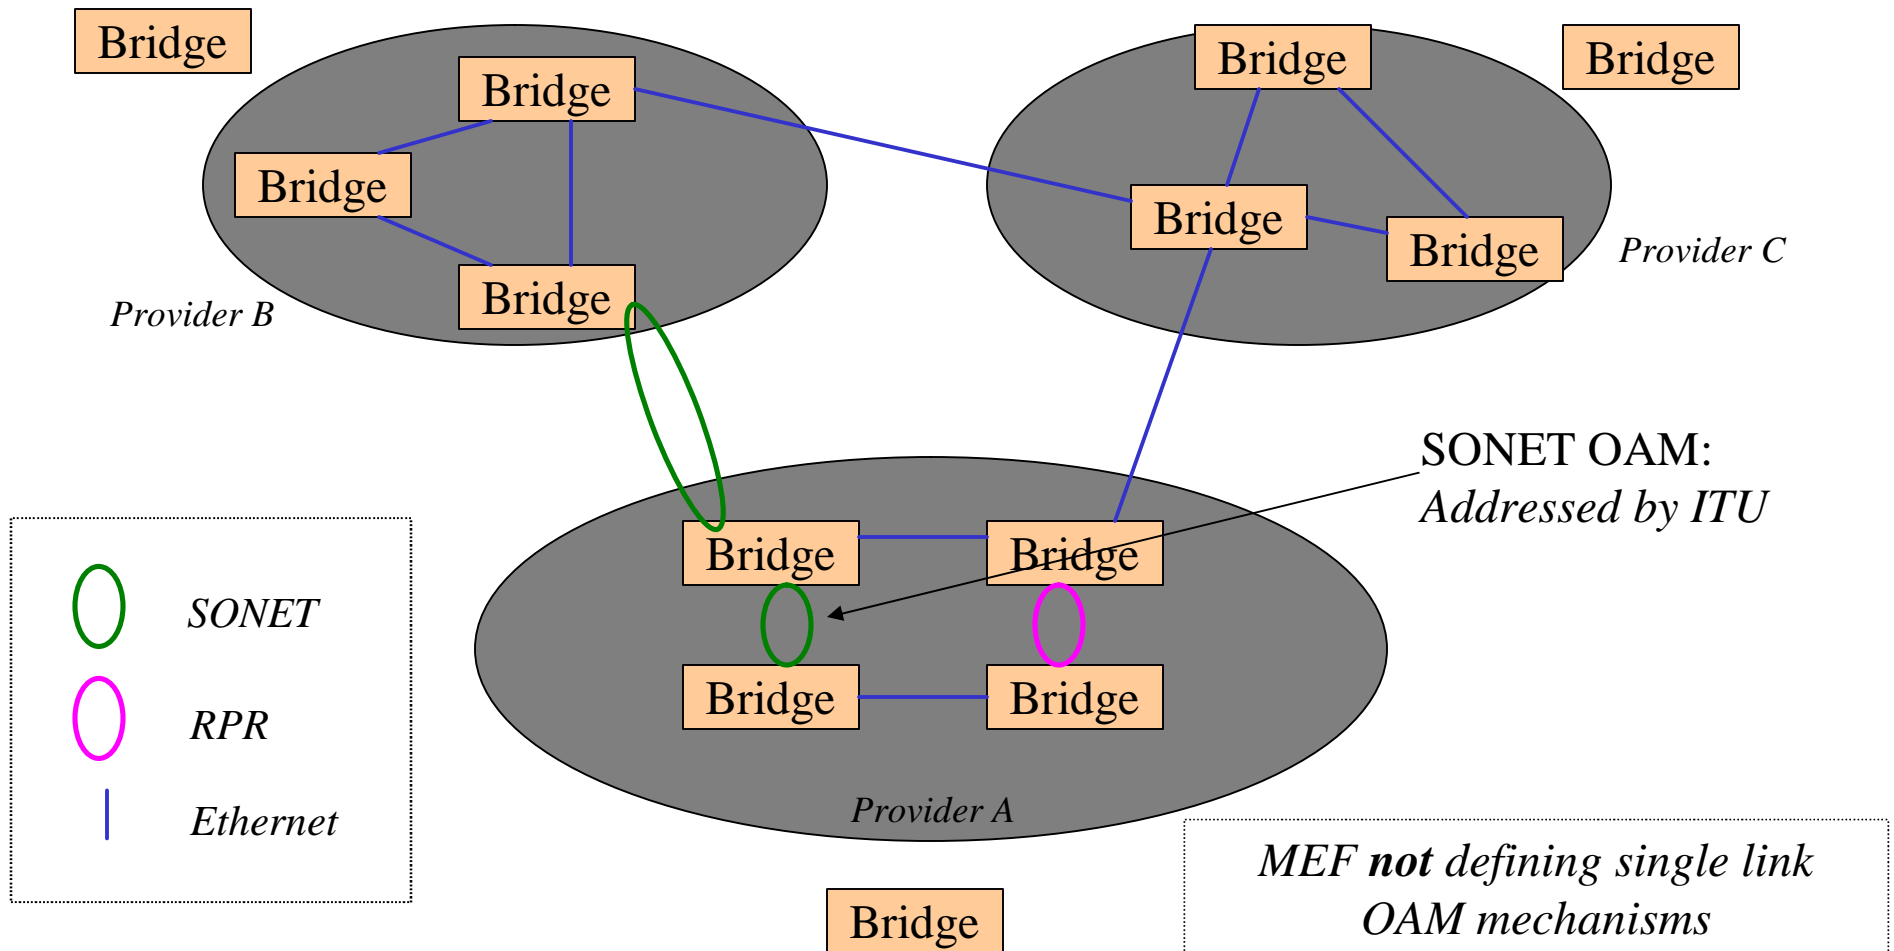 Bridge
Bridge
Bridge
Bridge
Bridge
Bridge
Bridge
Bridge
Bridge
Provider B
Provider C
SONET OAM:
Addressed by ITU
Bridge
Bridge
Bridge
Bridge
Provider A
SONET
RPR
Ethernet
MEF not defining single link
OAM mechanisms
Bridge